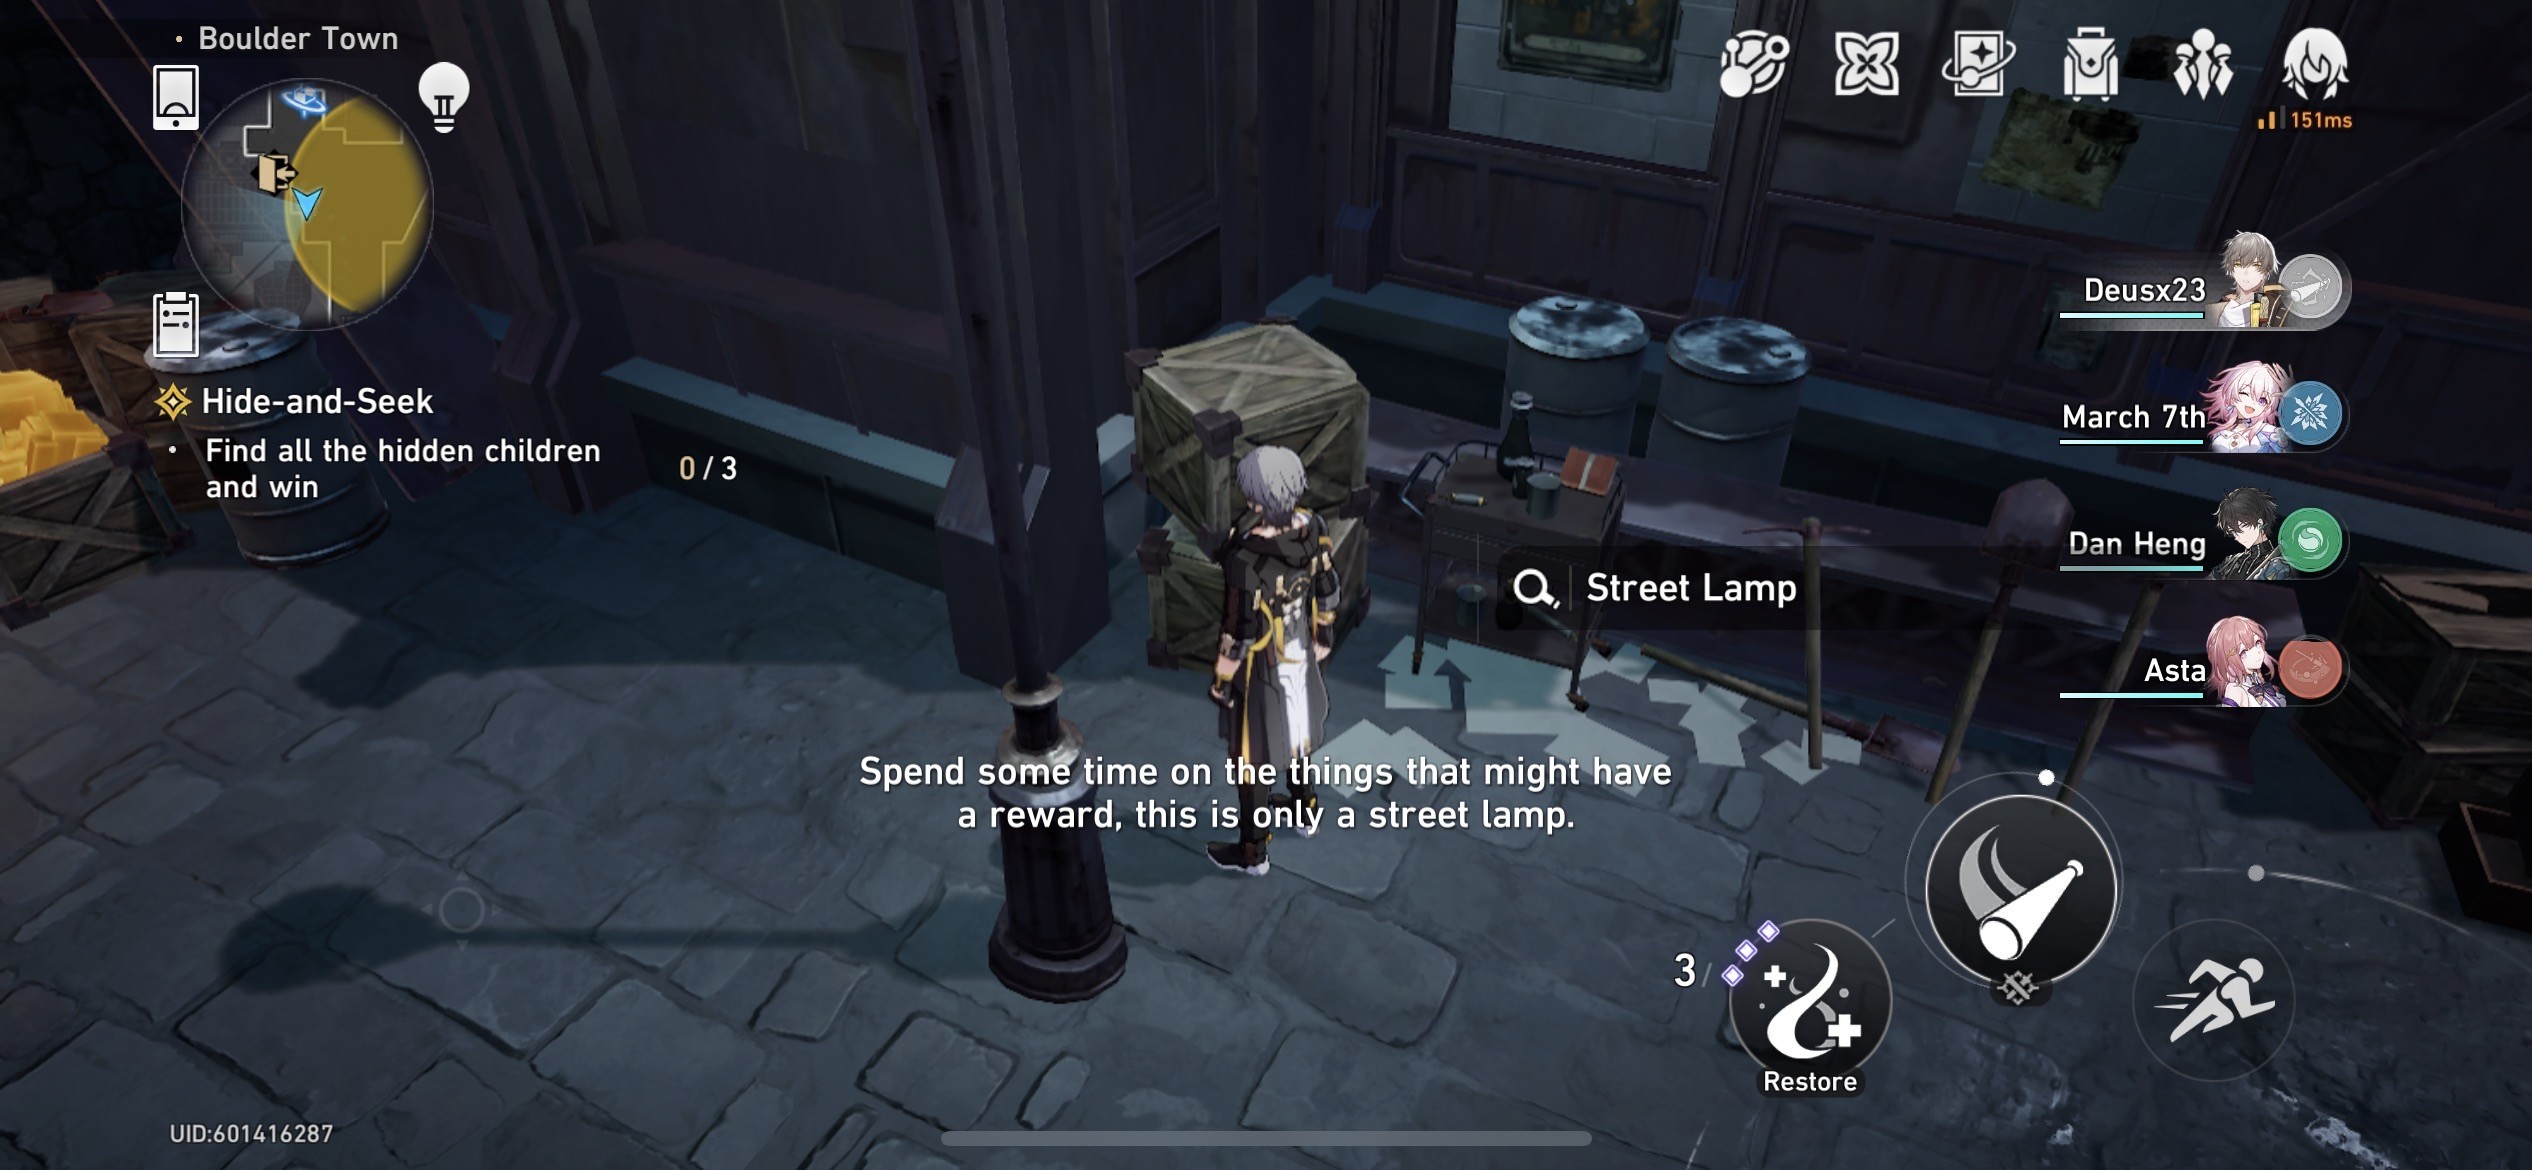 Boulder Town
151ms
Deusx23
Hide-and-Seek
Find all the hidden children
and win
0 / 3
March 7th
Dan Heng
Street Lamp
Asta
Spend some time on the things that might have
a reward, this is only a street lamp.
3 /
Restore
UID:601416287